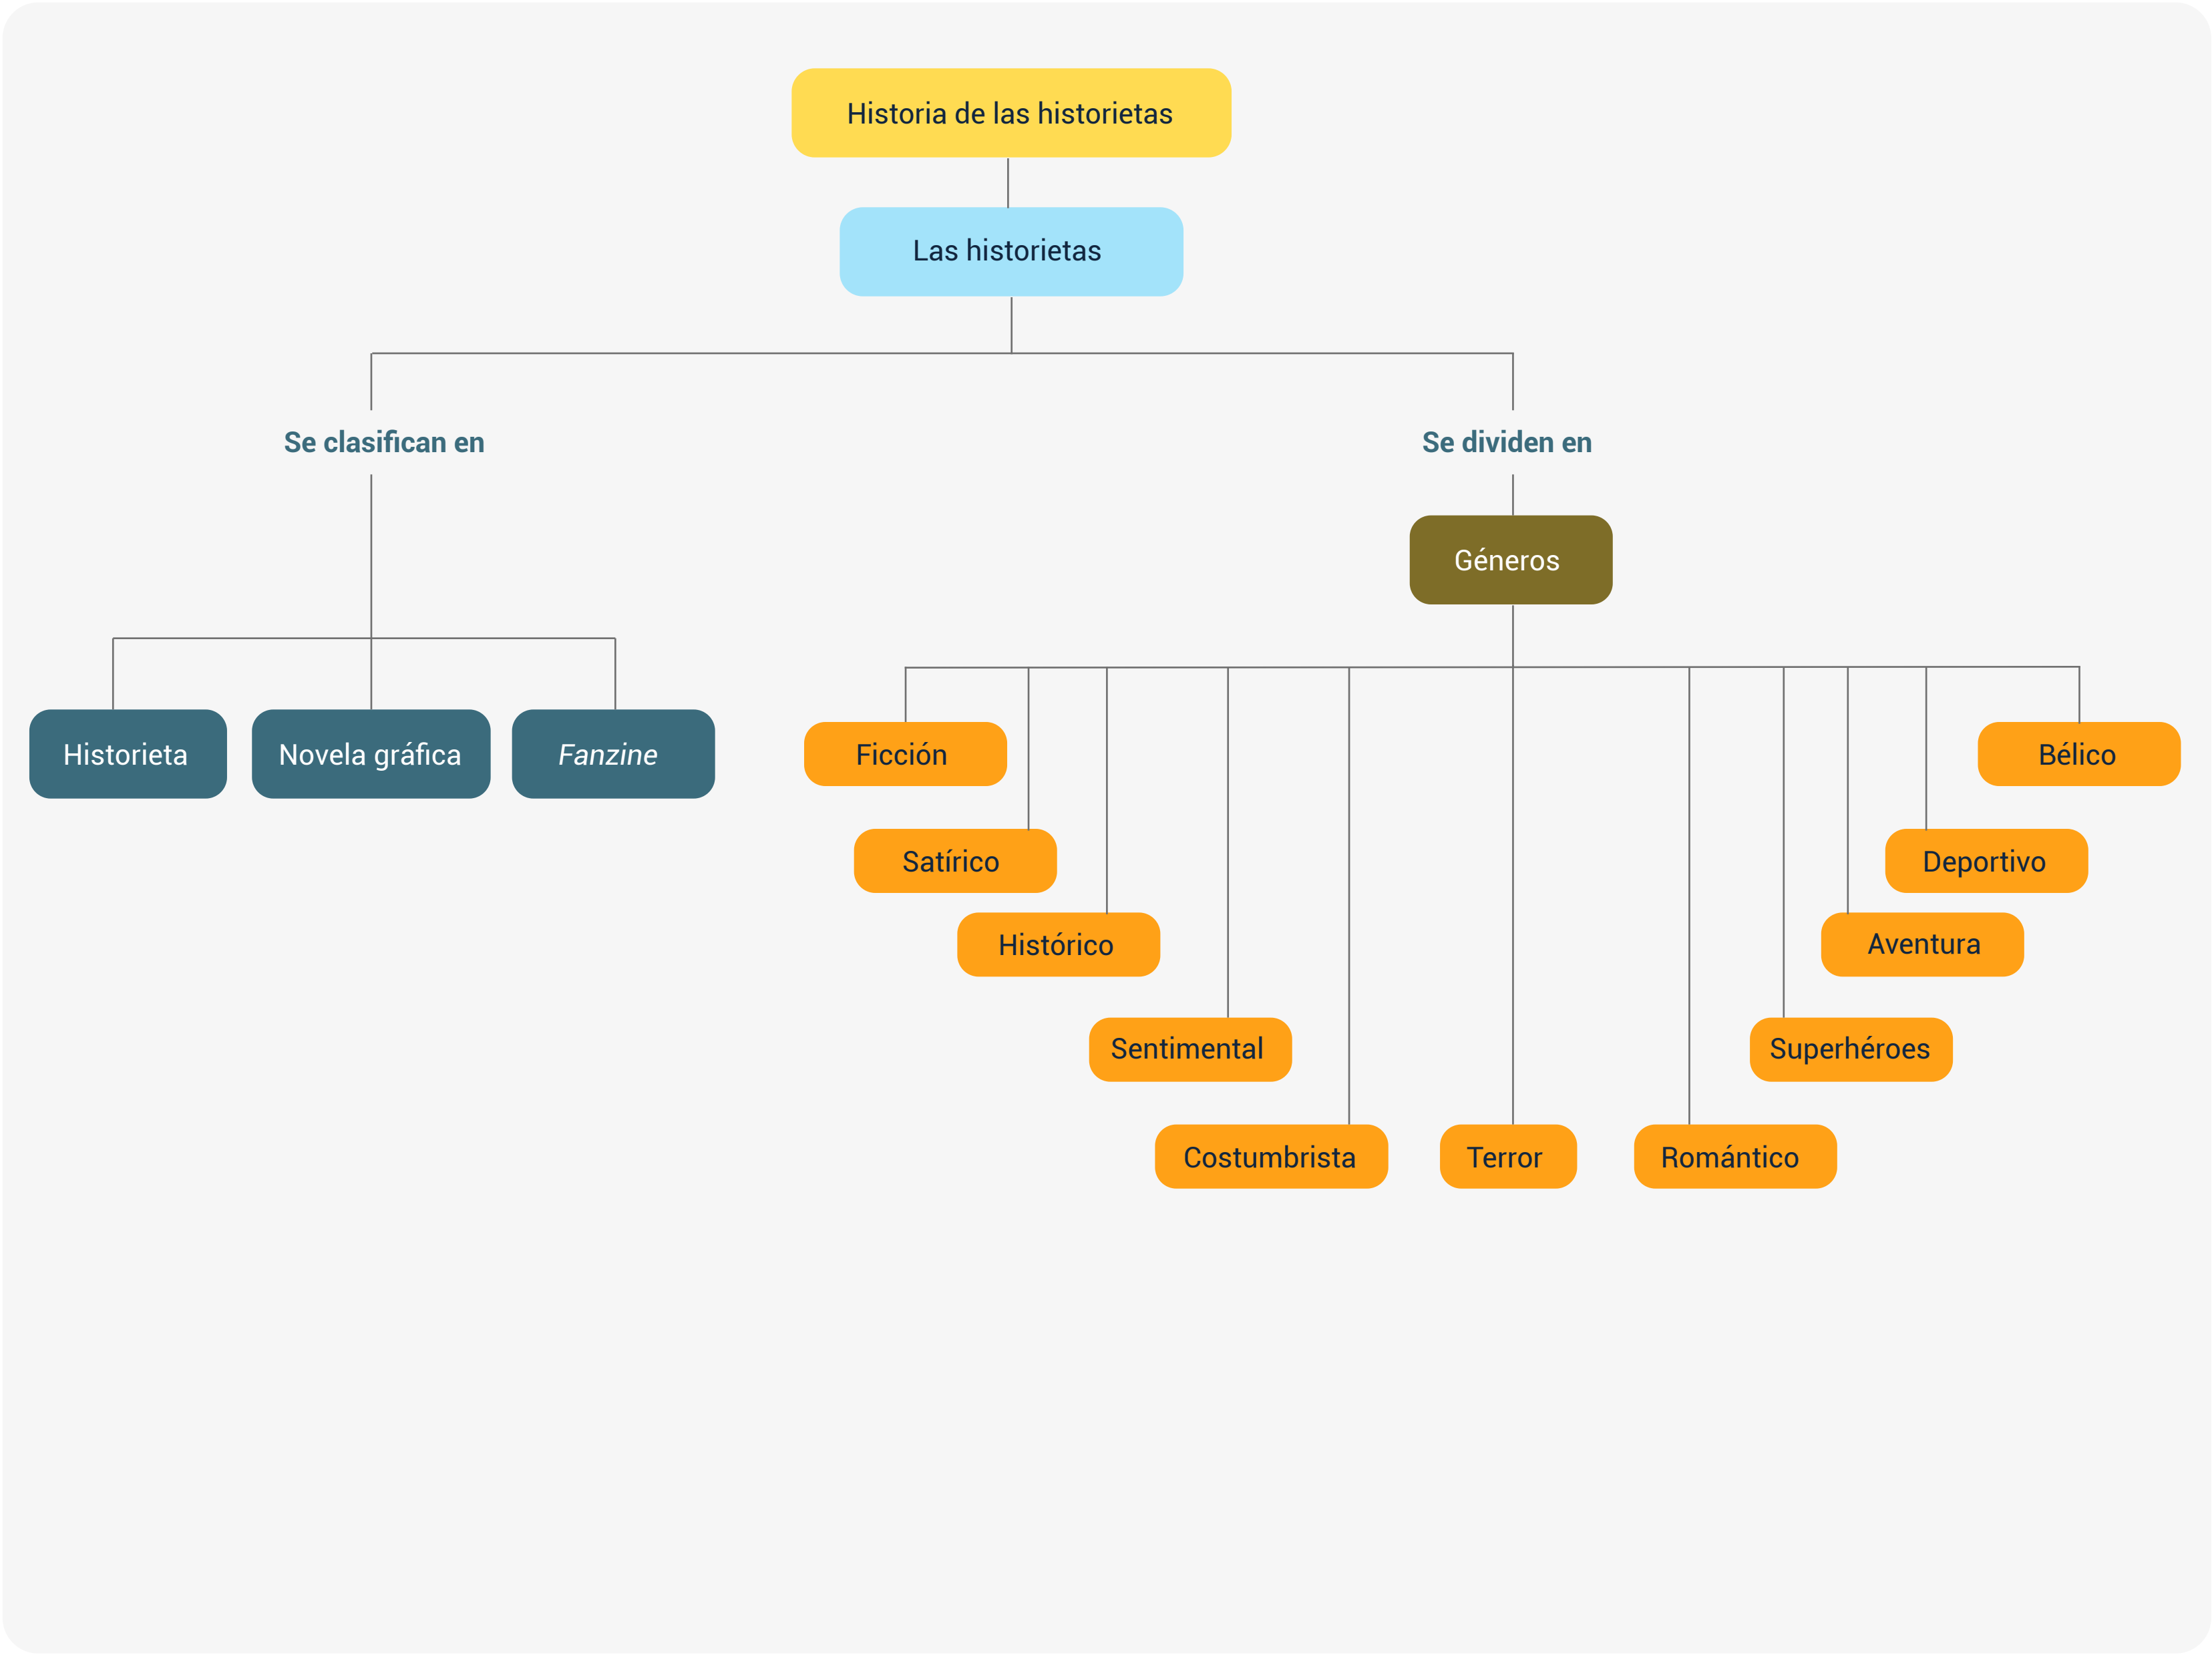 Historia de las historietas
Las historietas
Se clasifican en
Se dividen en
Géneros
Historieta
Novela gráfica
Fanzine
Ficción
Bélico
Satírico
Deportivo
Histórico
Aventura
Sentimental
Superhéroes
Costumbrista
Terror
Romántico